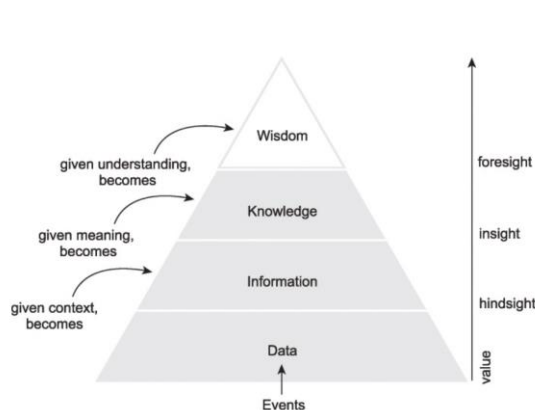 Wisdom
given understanding,
becomes
foresight
Knowledge
given meaning,
becomes
insight
Information
given context,
becomes
hindsight
Data
value
Events